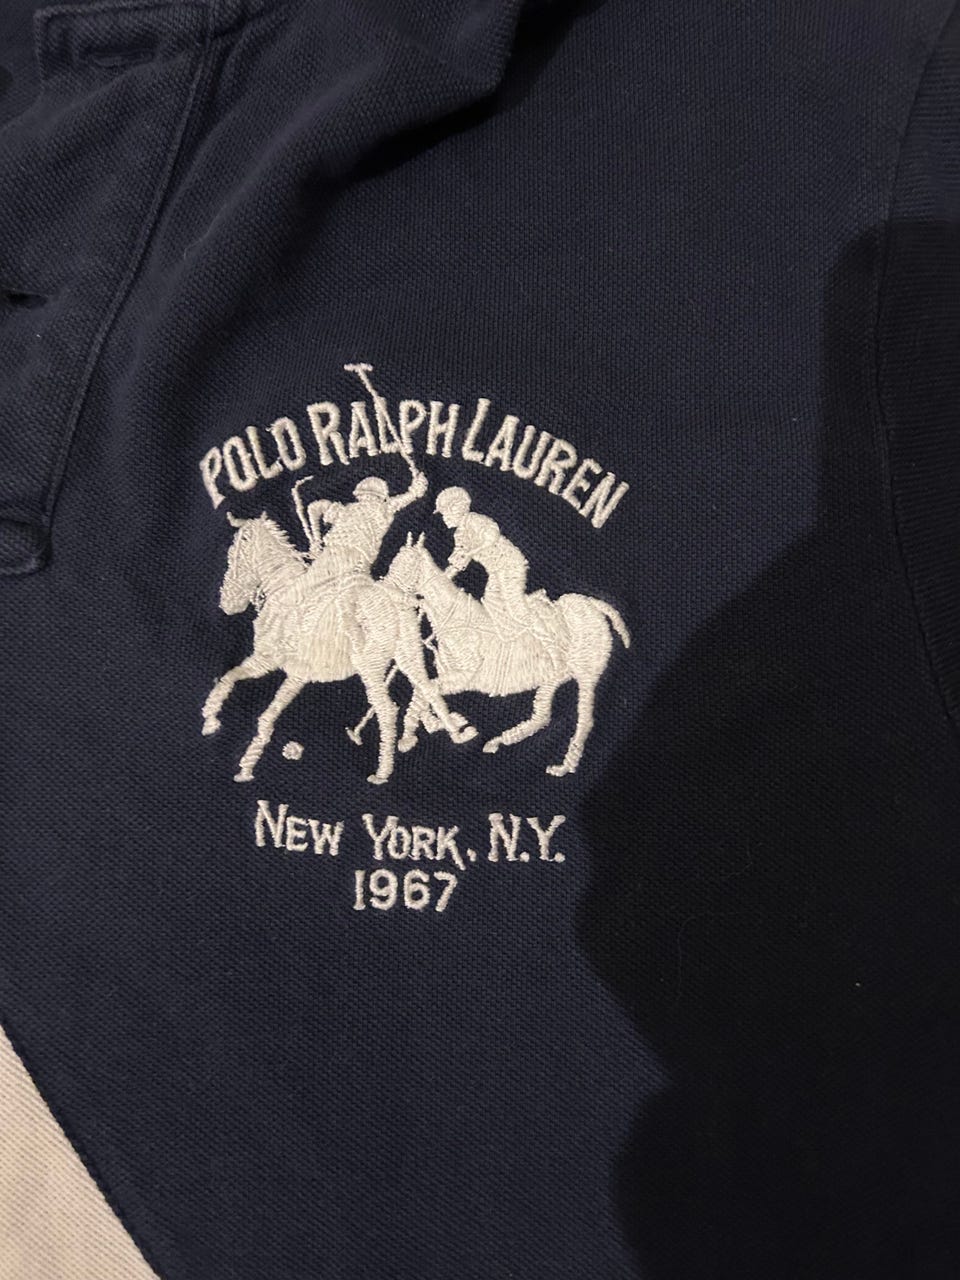 POLO RALPH LAUREN
NEW YORK, N.Y.
1967